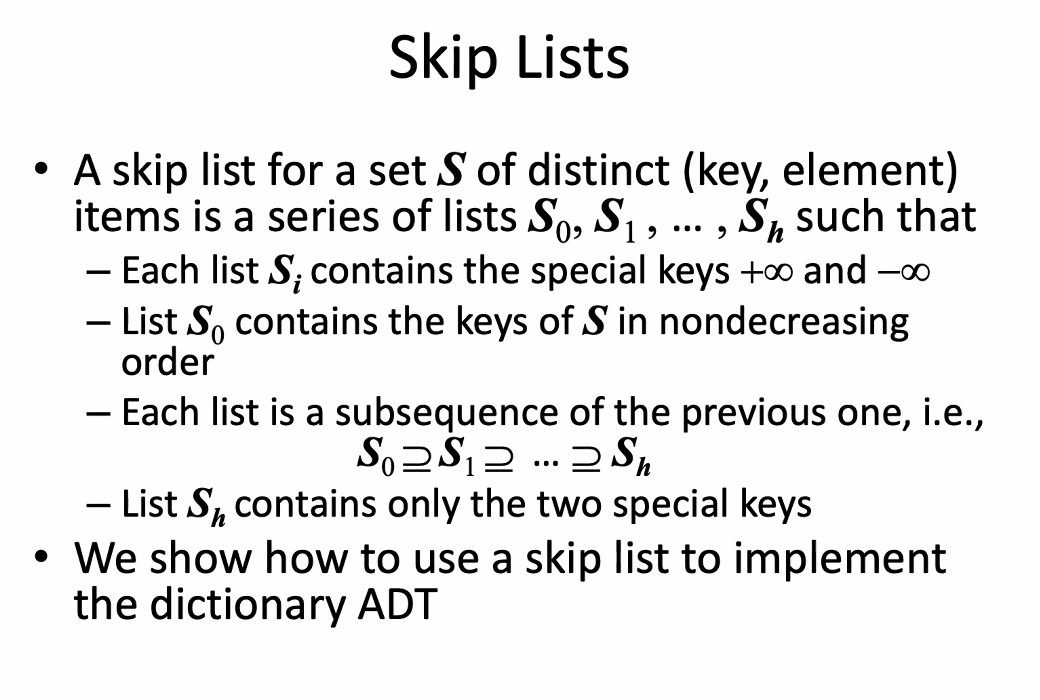 Skip Lists
• A skip list for a set S of distinct (key, element)
items is a series of lists S₀, S₁ , … , Sₕ such that
– Each list Sᵢ contains the special keys +∞ and −∞
– List S₀ contains the keys of S in nondecreasing
order
– Each list is a subsequence of the previous one, i.e.,
S₀ ⊇ S₁ ⊇ … ⊇ Sₕ
– List Sₕ contains only the two special keys
• We show how to use a skip list to implement
the dictionary ADT